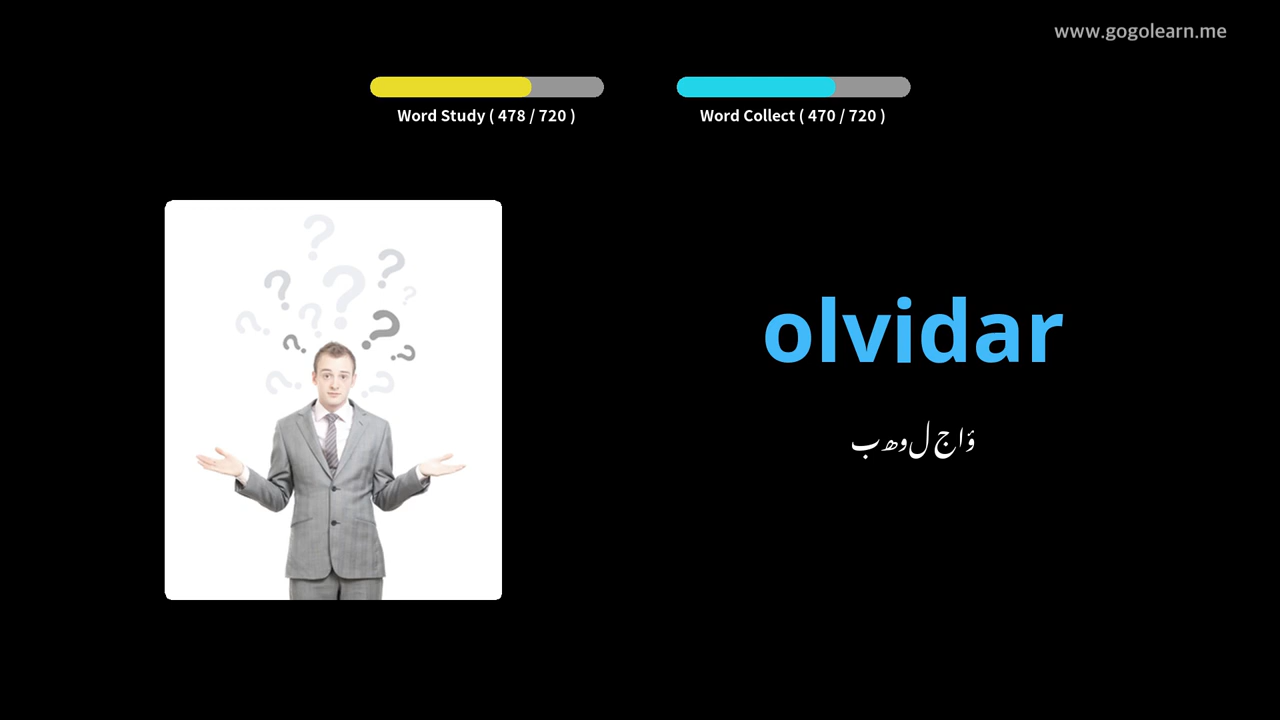 www.gogolearn.me
Word Study ( 478 / 720 )
Word Collect ( 470 / 720 )
olvidar
بھول جاؤ